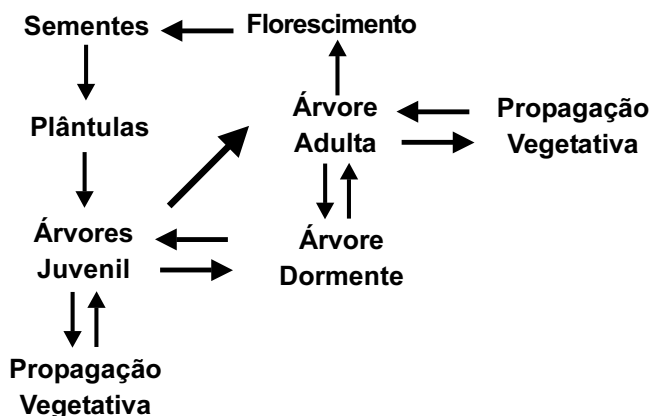 Sementes
Florescimento
Plântulas
Árvore
Adulta
Propagação
Vegetativa
Árvores
Juvenil
Árvore
Dormente
Propagação
Vegetativa